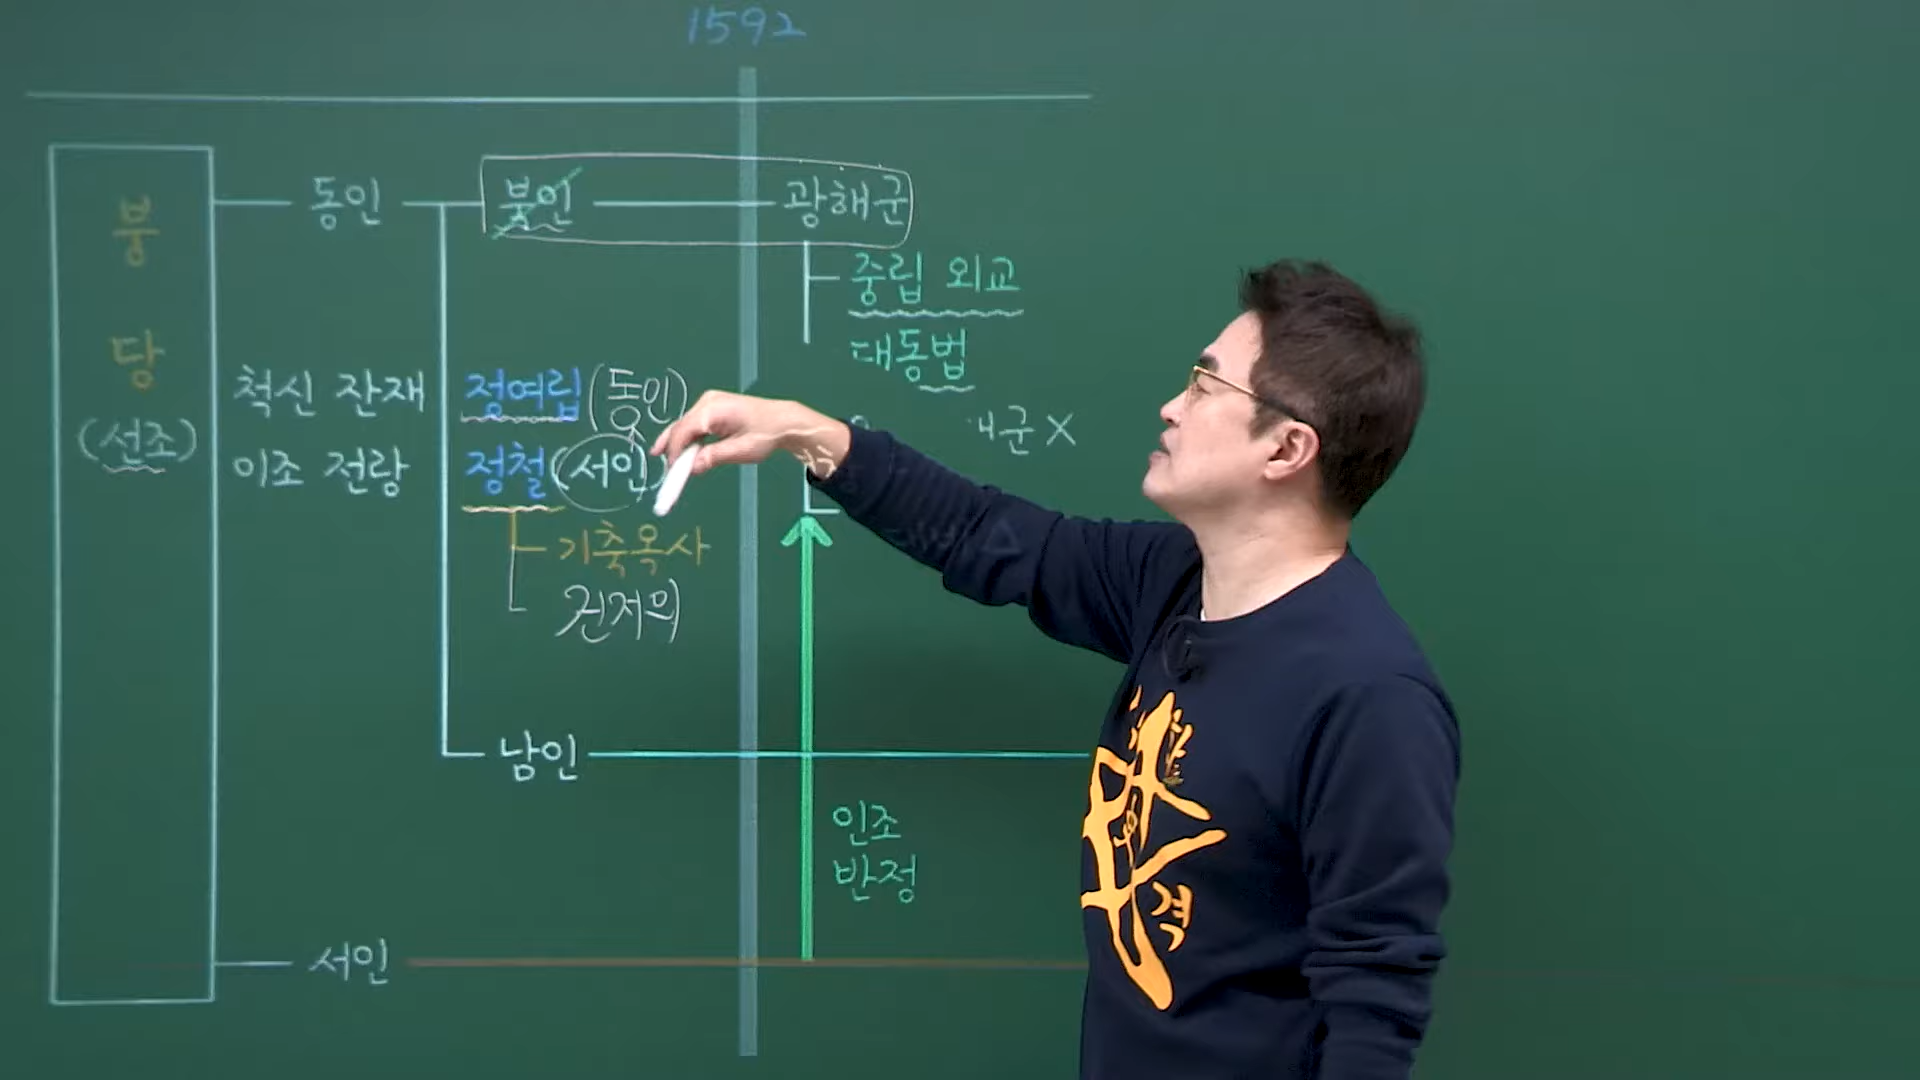 1592
붕
당
(선조)
동인
북인
광해군
중립 외교
대동법
척신 잔재
이조 전랑
정여립(동인)
정철(서인)
기축옥사
건저의
군X
남인
인조
반정
서인
격